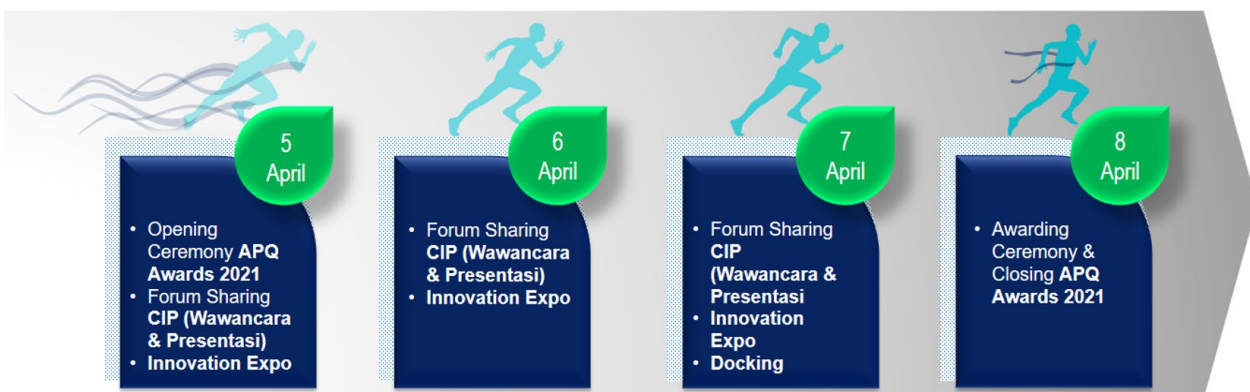 5
April
• Opening
Ceremony APQ
Awards 2021
• Forum Sharing
CIP (Wawancara
& Presentasi)
• Innovation Expo
6
April
• Forum Sharing
CIP (Wawancara
& Presentasi)
• Innovation Expo
7
April
• Forum Sharing
CIP
(Wawancara &
Presentasi
• Innovation
Expo
• Docking
8
April
• Awarding
Ceremony &
Closing APQ
Awards 2021